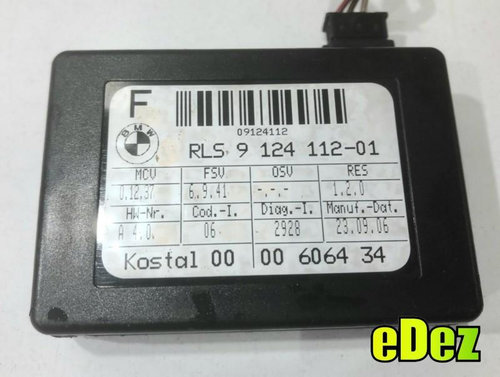 F
09124112
BMW
RLS 9 124 112-01
MCV FSV OSV RES
0.12.37 6.9.41 -.-.- 1.2.0
HW-Nr. Cod.-I. Diag.-I. Manuf.-Dat.
A 4.0. 06 2928 23.09.06
Kostal 00 00 6064 34
eDez